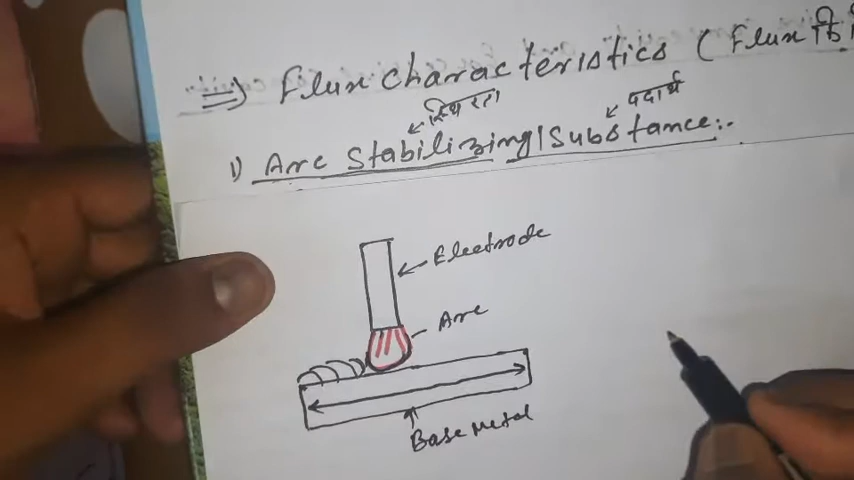 ⇒ Flux characteristics ( Flux की
स्थिरता पदार्थ
1) Arc Stabilizing | Substance:-
Electrode
Arc
Base Metal